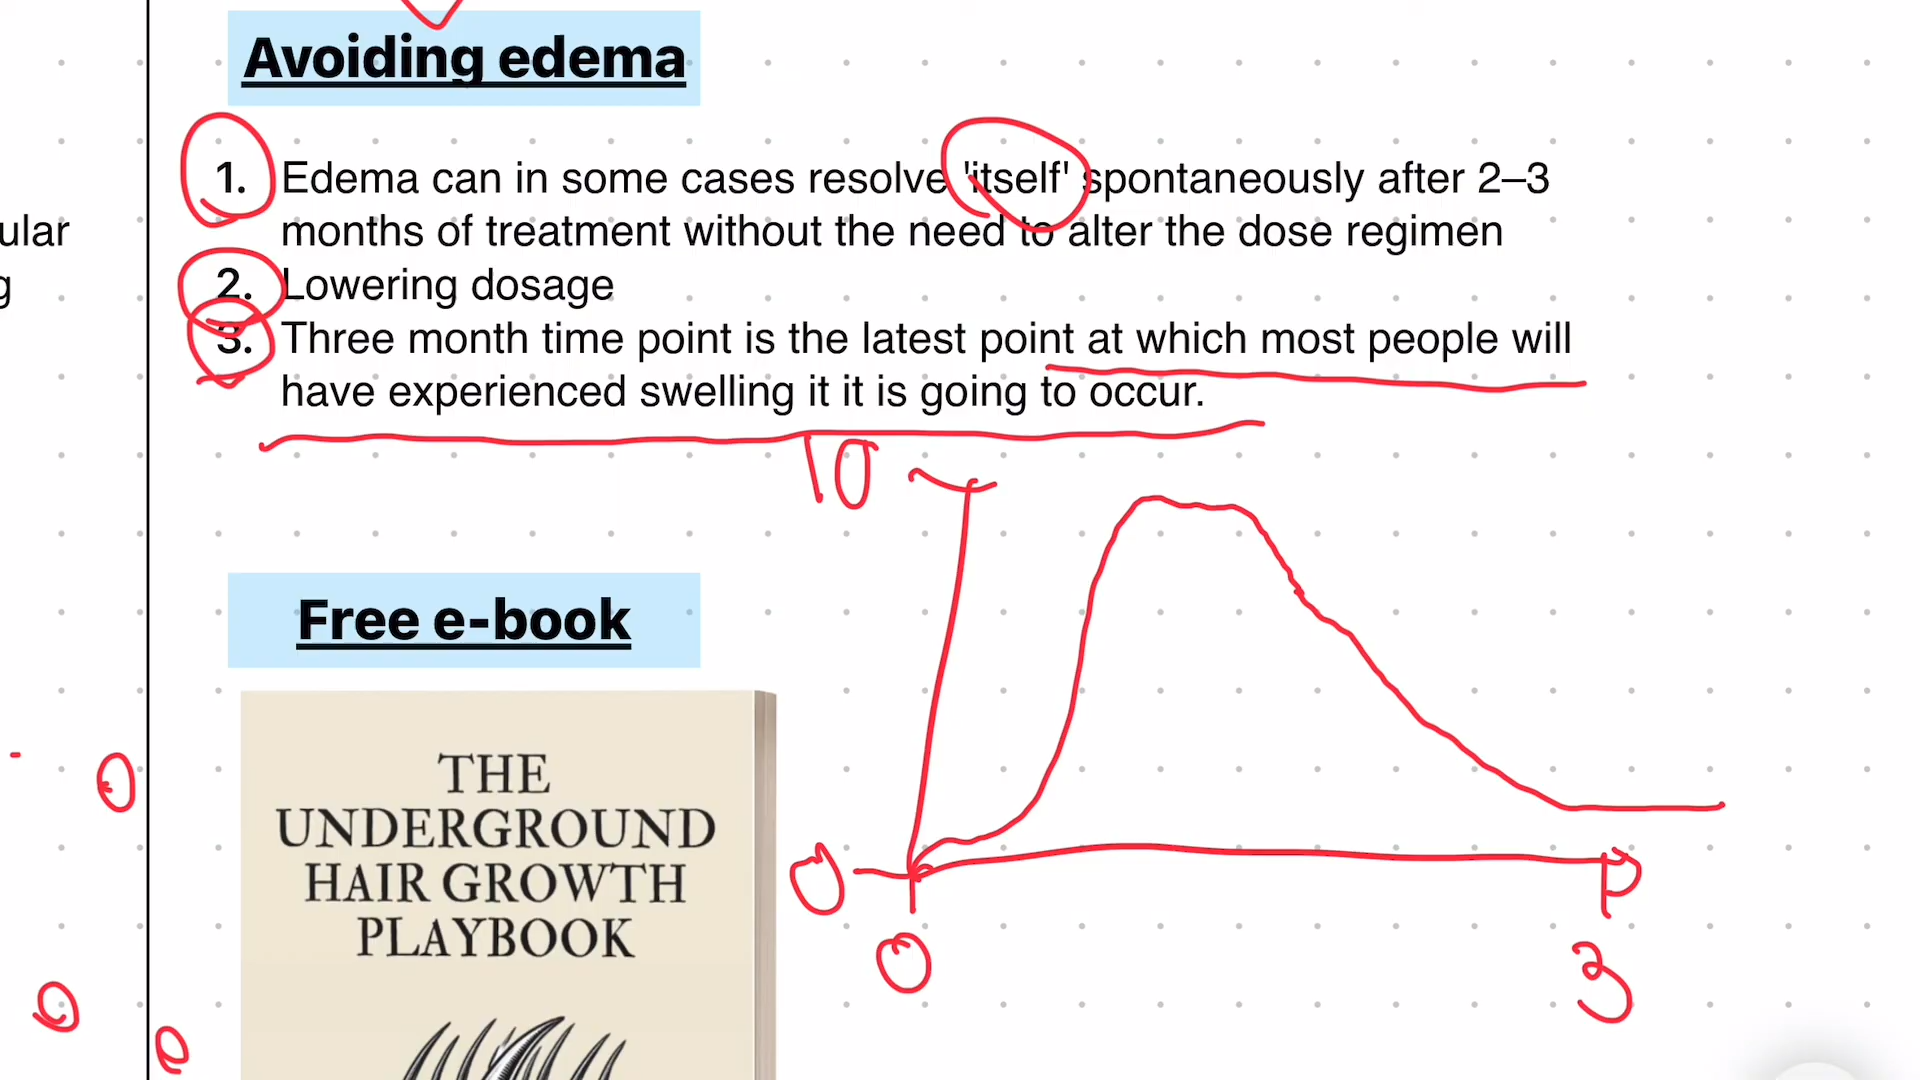 Avoiding edema
1. Edema can in some cases resolve 'itself' spontaneously after 2–3
months of treatment without the need to alter the dose regimen
2. Lowering dosage
3. Three month time point is the latest point at which most people will
have experienced swelling it it is going to occur.
ular
g
10
Free e-book
THE
UNDERGROUND
HAIR GROWTH
PLAYBOOK
0
0
3